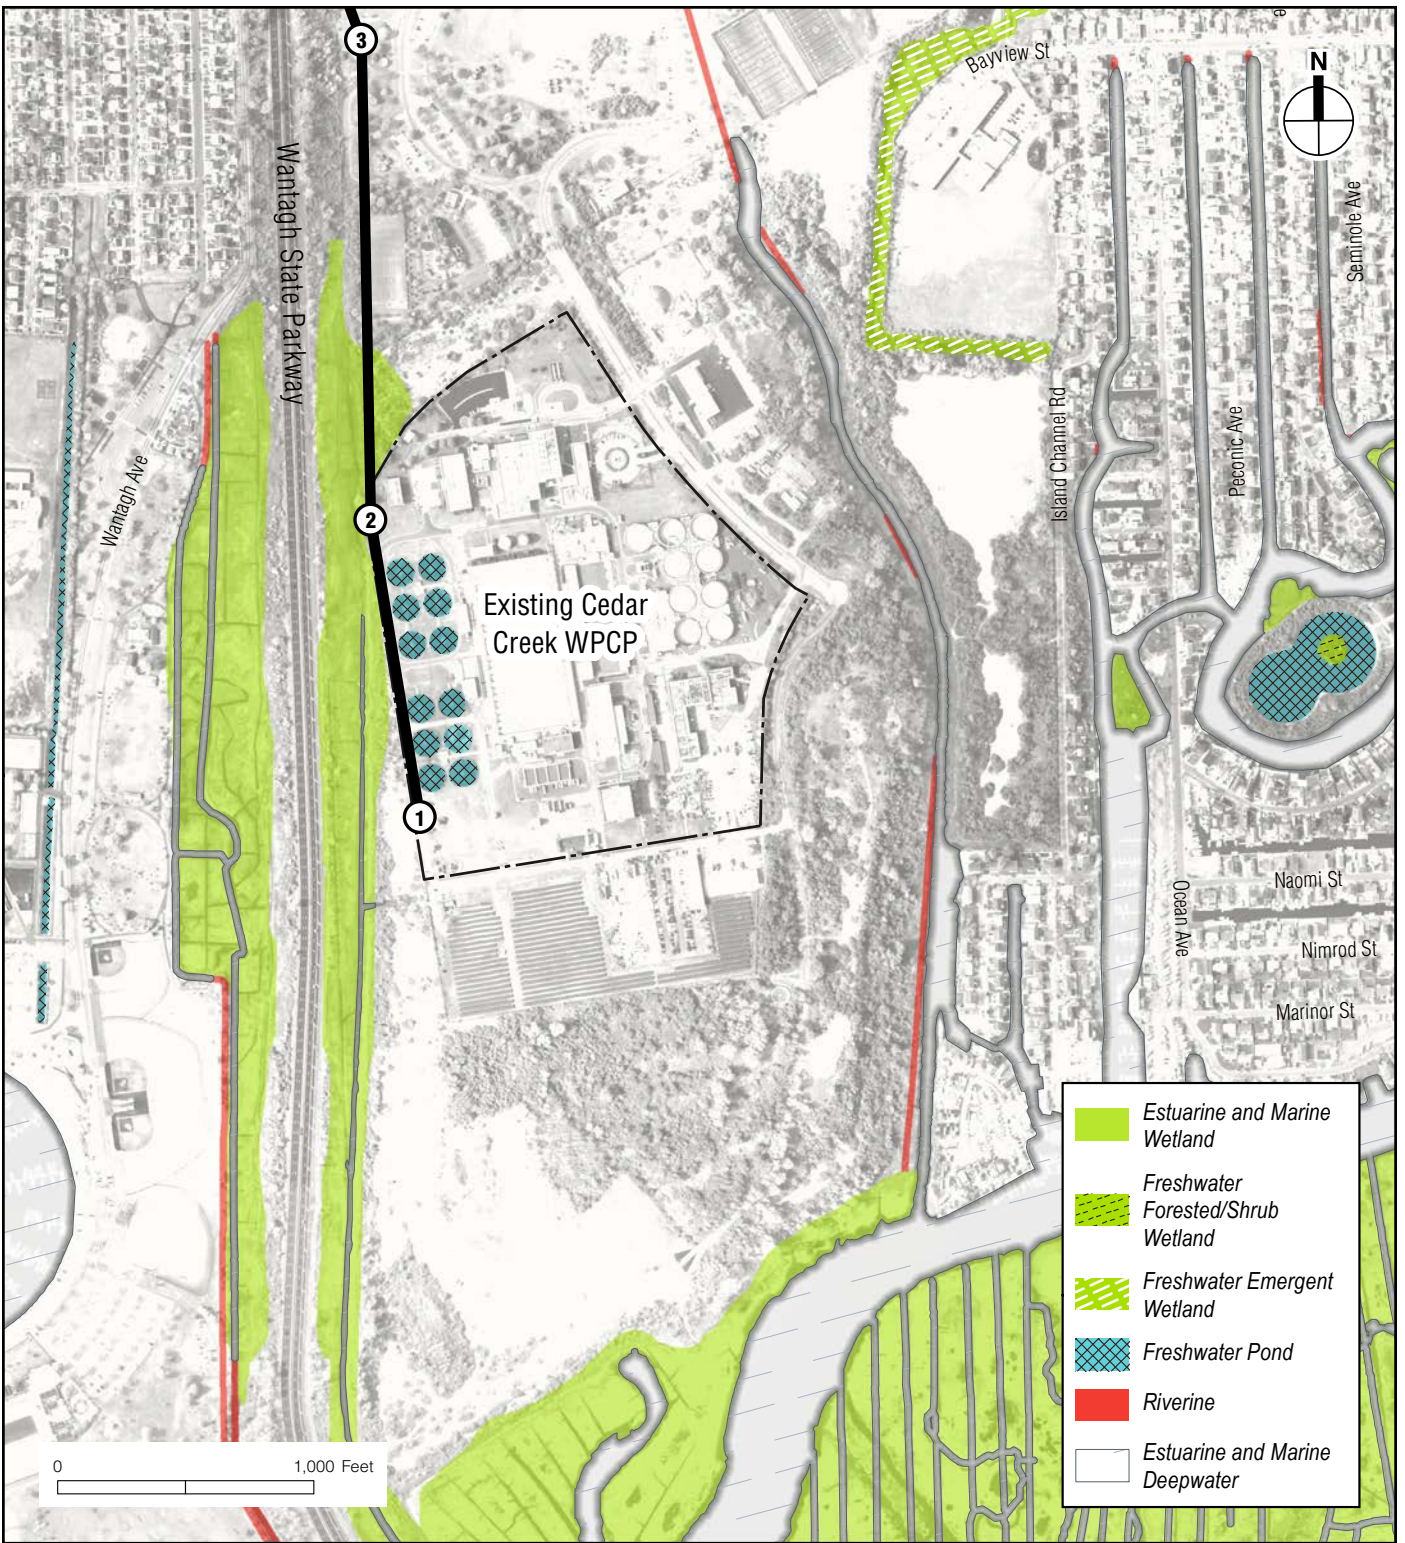 3
Bayview St
N
Wantagh State Parkway
Seminole Ave
Wantagh Ave
Island Channel Rd
Peconic Ave
2
Existing Cedar
Creek WPCP
1
Ocean Ave
Naomi St
Nimrod St
Marinor St
Estuarine and Marine
Wetland
Freshwater
Forested/Shrub
Wetland
Freshwater Emergent
Wetland
Freshwater Pond
Riverine
Estuarine and Marine
Deepwater
0 1,000 Feet